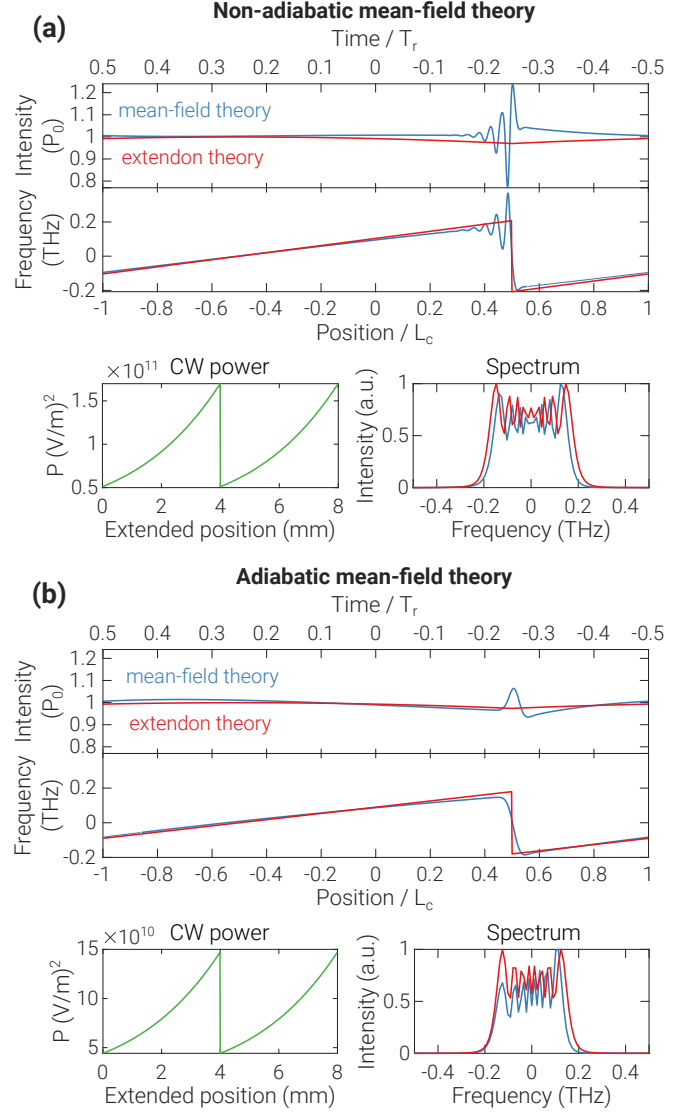 Non-adiabatic mean-field theory
(a)
Time / T_r
0.5 0.4 0.3 0.2 0.1 0 -0.1 -0.2 -0.3 -0.4 -0.5
Intensity (P_0)
1.2
1.1
1
0.9
0.8
mean-field theory
extendon theory
Frequency (THz)
0.2
0
-0.2
-1 -0.8 -0.6 -0.4 -0.2 0 0.2 0.4 0.6 0.8 1
Position / L_c
×10^11
CW power
P (V/m)^2
1.5
1.0
0.5
0 2 4 6 8
Extended position (mm)
Spectrum
Intensity (a.u.)
1
0.5
0
-0.4 -0.2 0 0.2 0.4
Frequency (THz)
Adiabatic mean-field theory
(b)
Time / T_r
0.5 0.4 0.3 0.2 0.1 0 -0.1 -0.2 -0.3 -0.4 -0.5
Intensity (P_0)
1.2
1.1
1
0.9
0.8
mean-field theory
extendon theory
Frequency (THz)
0.2
0
-0.2
-1 -0.8 -0.6 -0.4 -0.2 0 0.2 0.4 0.6 0.8 1
Position / L_c
×10^10
CW power
P (V/m)^2
15
10
5
0 2 4 6 8
Extended position (mm)
Spectrum
Intensity (a.u.)
1
0.5
0
-0.4 -0.2 0 0.2 0.4
Frequency (THz)